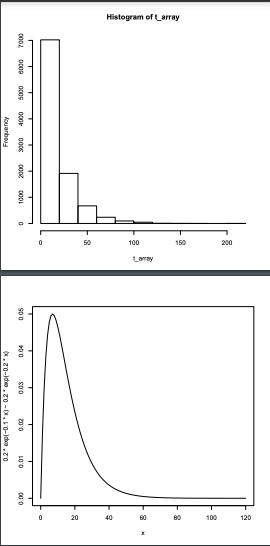 Histogram of t_array
Frequency
7000
6000
5000
4000
3000
2000
1000
0
0 50 100 150 200
t_array
0.2 * exp(−0.1 * x) − 0.2 * exp(−0.2 * x)
0.05
0.04
0.03
0.02
0.01
0.00
0 20 40 60 80 100 120
x